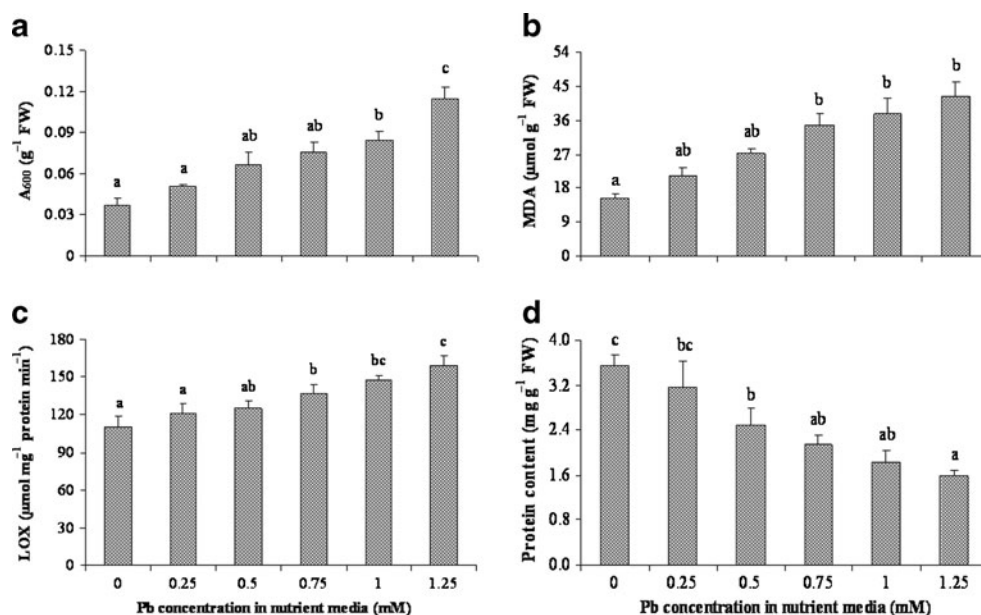 a
A₆₀₀ (g⁻¹ FW)
0.15
0.12
0.09
0.06
0.03
0
a
a
ab
ab
b
c
b
MDA (µmol g⁻¹ FW)
54
45
36
27
18
9
0
a
ab
ab
b
b
b
c
LOX (µmol mg⁻¹ protein min⁻¹)
180
150
120
90
60
30
0
a
a
ab
b
bc
c
0 0.25 0.5 0.75 1 1.25
Pb concentration in nutrient media (mM)
d
Protein content (mg g⁻¹ FW)
4.0
3.2
2.4
1.6
0.8
0.0
c
bc
b
ab
ab
a
0 0.25 0.5 0.75 1 1.25
Pb concentration in nutrient media (mM)